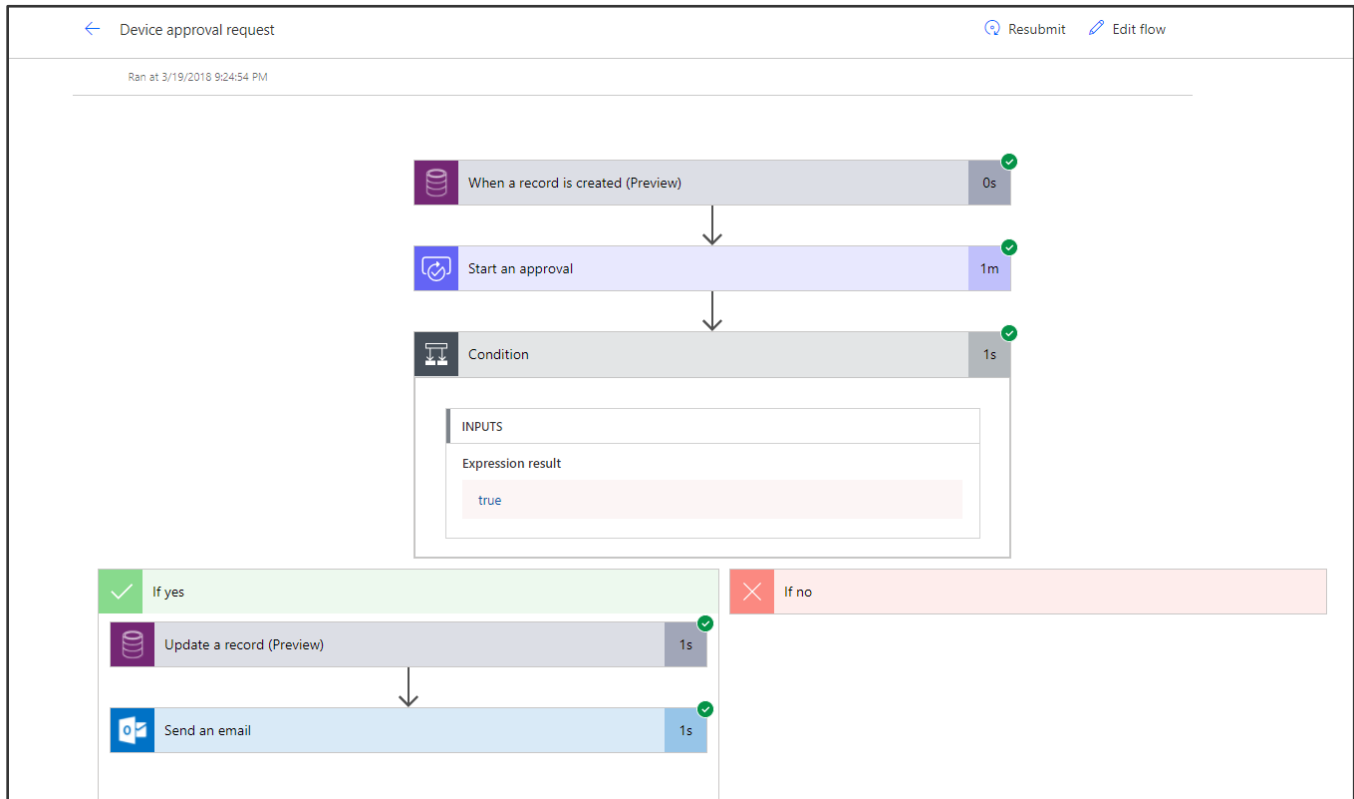 Device approval request
Resubmit
Edit flow
Ran at 3/19/2018 9:24:54 PM
When a record is created (Preview)
0s
Start an approval
1m
Condition
1s
INPUTS
Expression result
true
If yes
If no
Update a record (Preview)
1s
Send an email
1s